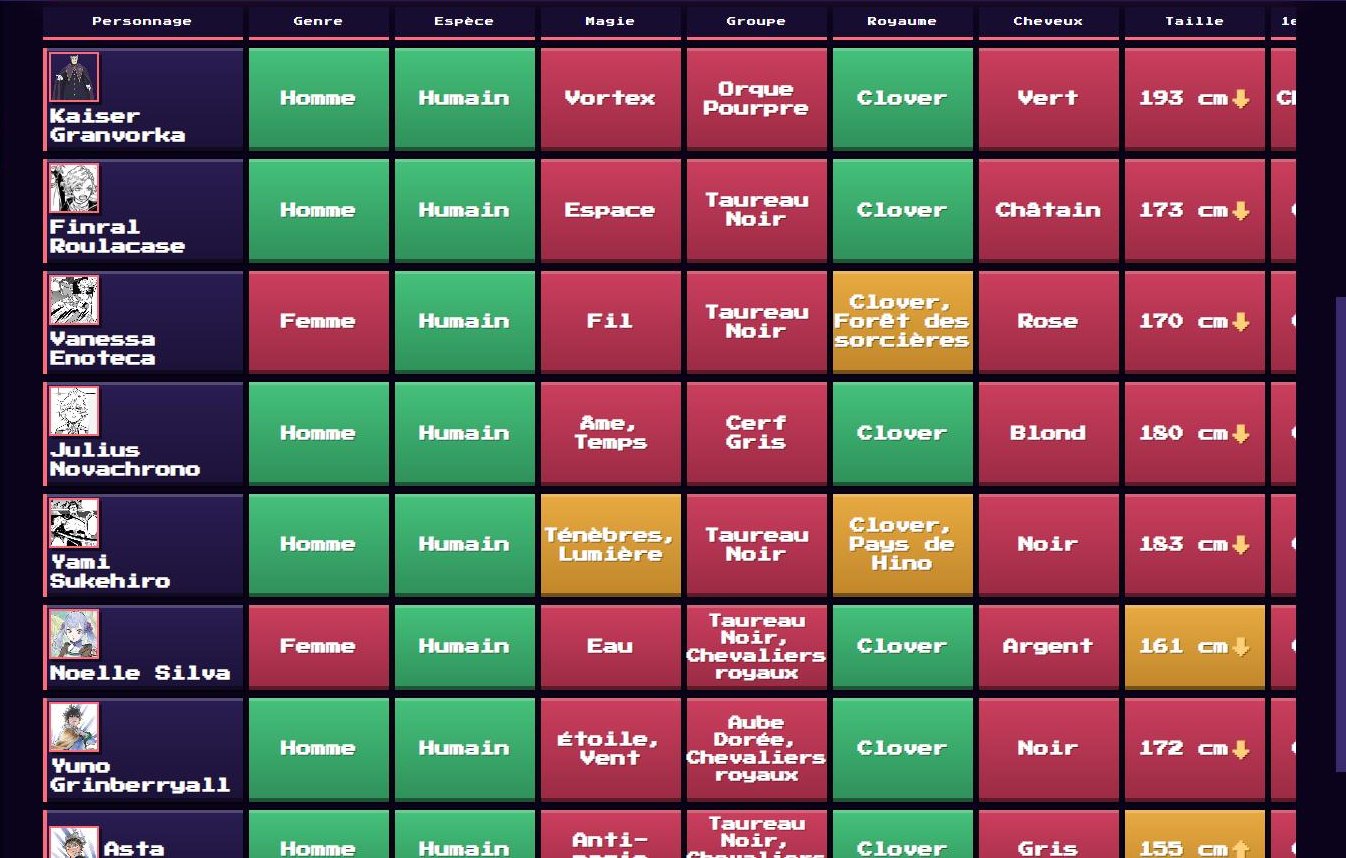 Personnage Genre Espèce Magie Groupe Royaume Cheveux Taille
Kaiser
Granvorka
Homme
Humain
Vortex
Orque
Pourpre
Clover
Vert
193 cm
Finral
Roulacase
Homme
Humain
Espace
Taureau
Noir
Clover
Châtain
173 cm
Vanessa
Enoteca
Femme
Humain
Fil
Taureau
Noir
Clover,
Forêt des
sorcières
Rose
170 cm
Julius
Novachrono
Homme
Humain
Âme,
Temps
Cerf
Gris
Clover
Blond
180 cm
Yami
Sukehiro
Homme
Humain
Ténèbres,
Lumière
Taureau
Noir
Clover,
Pays de
Hino
Noir
183 cm
Noelle Silva
Femme
Humain
Eau
Taureau
Noir,
Chevaliers
royaux
Clover
Argent
161 cm
Yuno
Grinberryall
Homme
Humain
Étoile,
Vent
Aube
Dorée,
Chevaliers
royaux
Clover
Noir
172 cm
Asta
Homme
Humain
Anti-
Taureau
Noir,
Chevaliers
Clover
Gris
155 cm